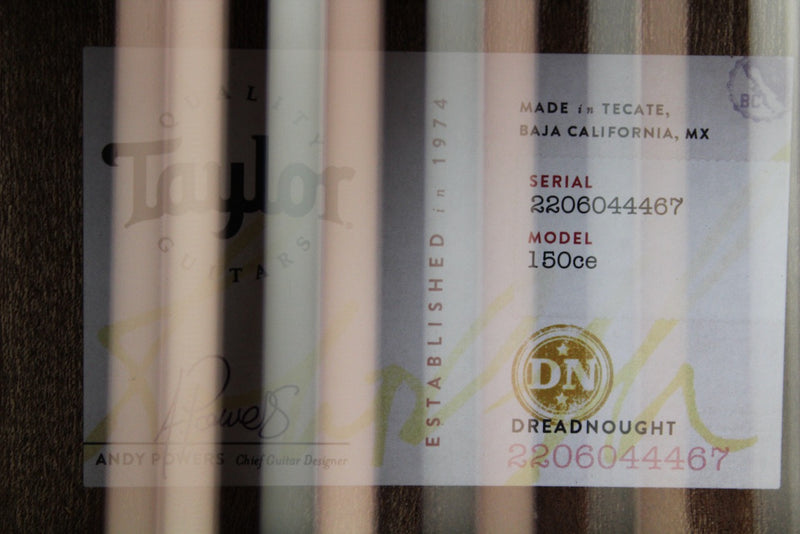 QUALITY
Taylor
GUITARS
ANDY POWERS Chief Guitar Designer
ESTABLISHED in 1974
MADE in TECATE,
BAJA CALIFORNIA, MX
SERIAL
2206044467
MODEL
150ce
DN
DREADNOUGHT
2206044467